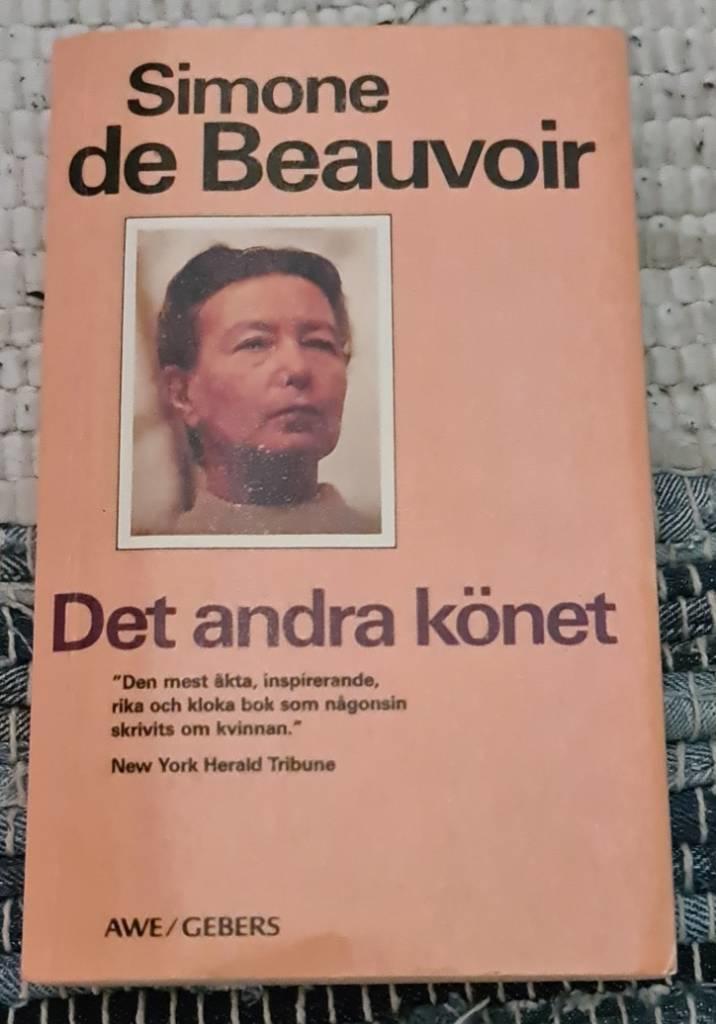 Simone
de Beauvoir
Det andra könet
"Den mest äkta, inspirerande,
rika och kloka bok som någonsin
skrivits om kvinnan."
New York Herald Tribune
AWE/GEBERS